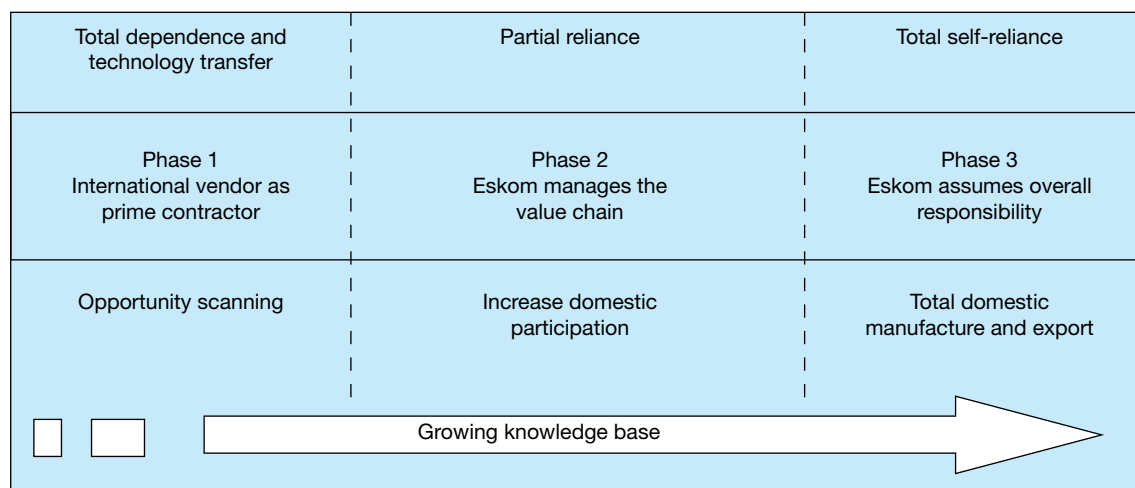 Total dependence and
technology transfer
Partial reliance
Total self-reliance
Phase 1
International vendor as
prime contractor
Phase 2
Eskom manages the
value chain
Phase 3
Eskom assumes overall
responsibility
Opportunity scanning
Increase domestic
participation
Total domestic
manufacture and export
Growing knowledge base